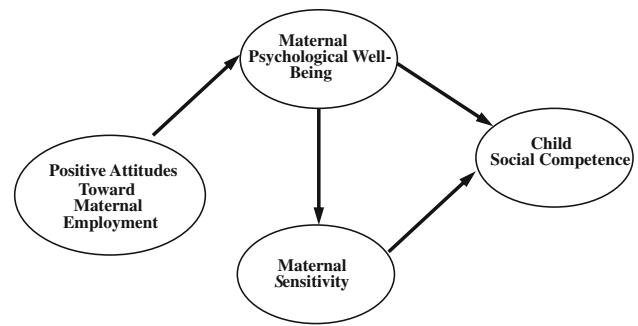 Maternal
Psychological Well-
Being
Child
Social Competence
Positive Attitudes
Toward
Maternal
Employment
Maternal
Sensitivity